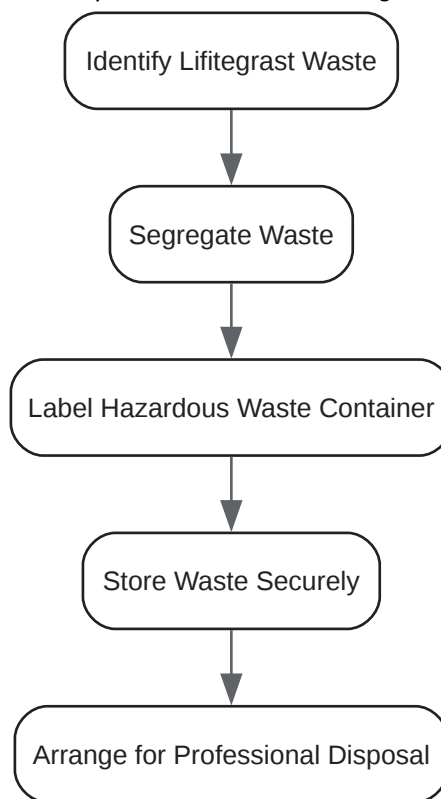 Identify Lifitegrast Waste
Segregate Waste
Label Hazardous Waste Container
Store Waste Securely
Arrange for Professional Disposal